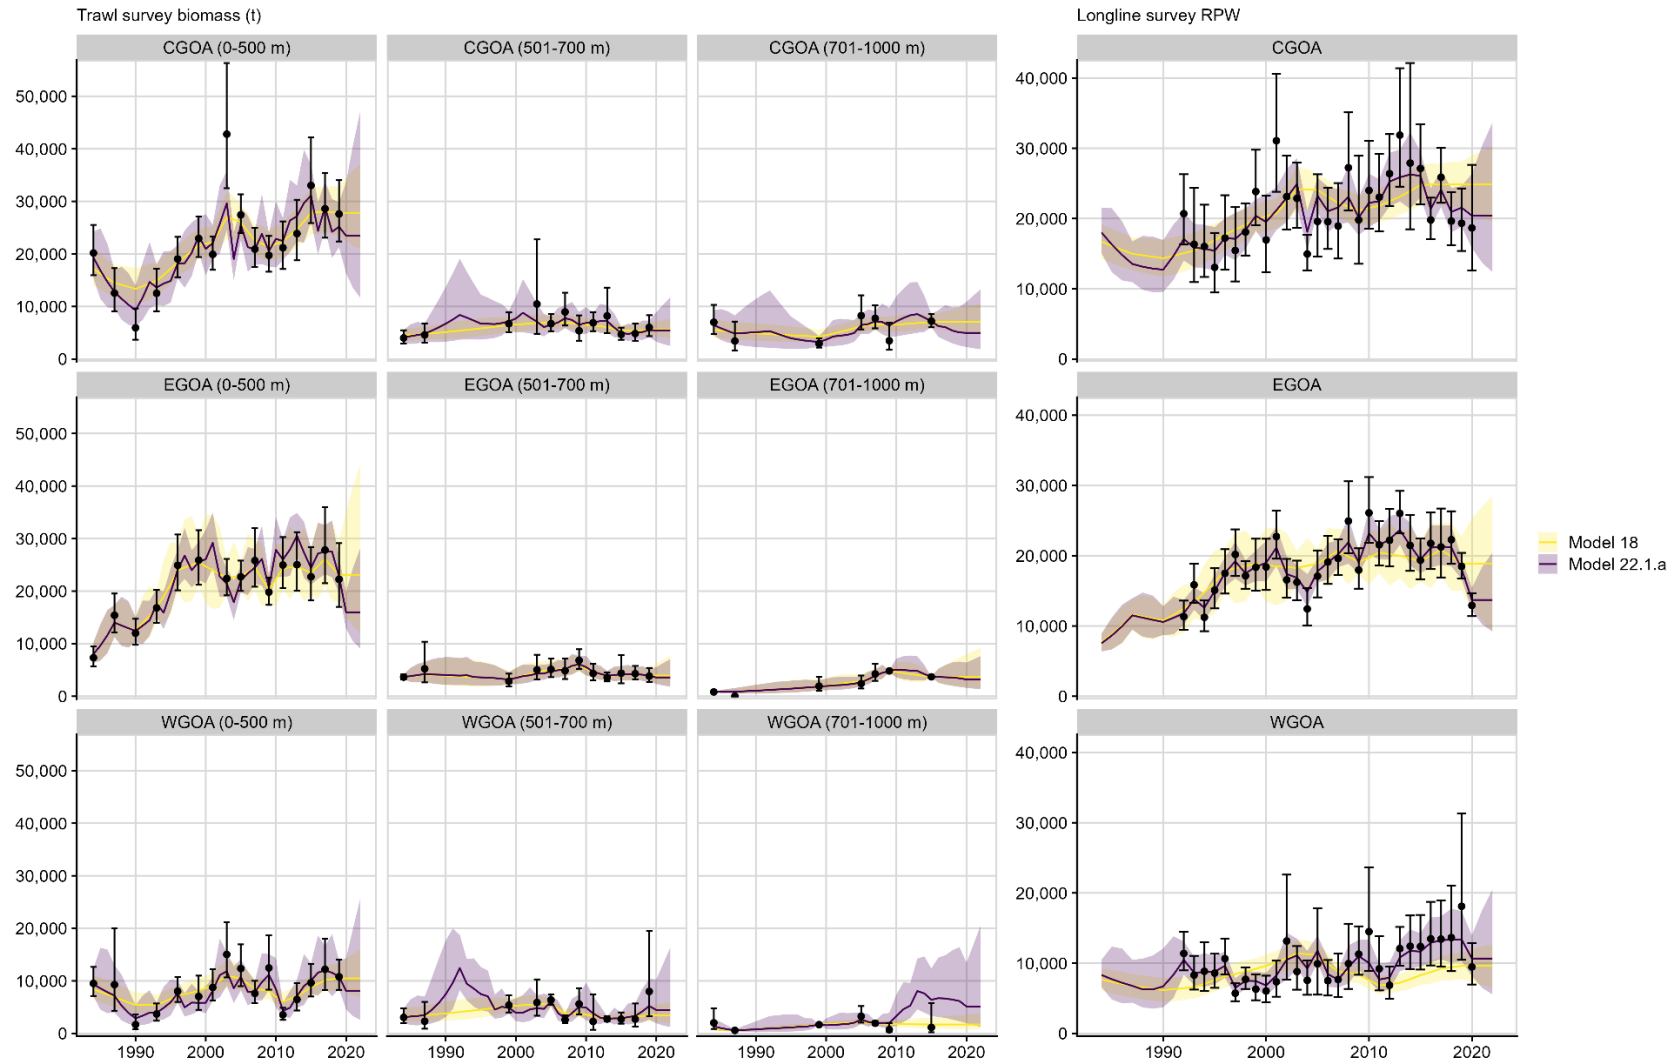 Trawl survey biomass (t)
Longline survey RPW
CGOA (0-500 m)
CGOA (501-700 m)
CGOA (701-1000 m)
CGOA
50,000
40,000
30,000
20,000
10,000
0
40,000
30,000
20,000
10,000
0
EGOA (0-500 m)
EGOA (501-700 m)
EGOA (701-1000 m)
EGOA
50,000
40,000
30,000
20,000
10,000
0
40,000
30,000
20,000
10,000
0
Model 18
Model 22.1.a
WGOA (0-500 m)
WGOA (501-700 m)
WGOA (701-1000 m)
WGOA
50,000
40,000
30,000
20,000
10,000
0
40,000
30,000
20,000
10,000
0
1990 2000 2010 2020
1990 2000 2010 2020
1990 2000 2010 2020
1990 2000 2010 2020